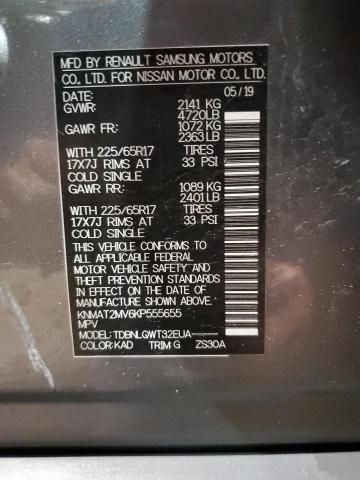 MFD BY RENAULT SAMSUNG MOTORS
CO., LTD. FOR NISSAN MOTOR CO., LTD.
DATE: 05/19
GVWR: 2141 KG
4720LB
GAWR FR: 1072 KG
2363LB
WITH 225/65R17 TIRES
17X7J RIMS AT 33 PSI
COLD SINGLE
GAWR RR: 1089 KG
2401LB
WITH 225/65R17 TIRES
17X7J RIMS AT 33 PSI
COLD SINGLE
THIS VEHICLE CONFORMS TO
ALL APPLICABLE FEDERAL
MOTOR VEHICLE SAFETY AND
THEFT PREVENTION STANDARDS
IN EFFECT ON THE DATE OF
MANUFACTURE SHOWN ABOVE
KNMAT2MV6KP555655
MPV
MODEL: TDBNLQWT32EUA-----
COLOR: KAD TRIM: G ZS30A